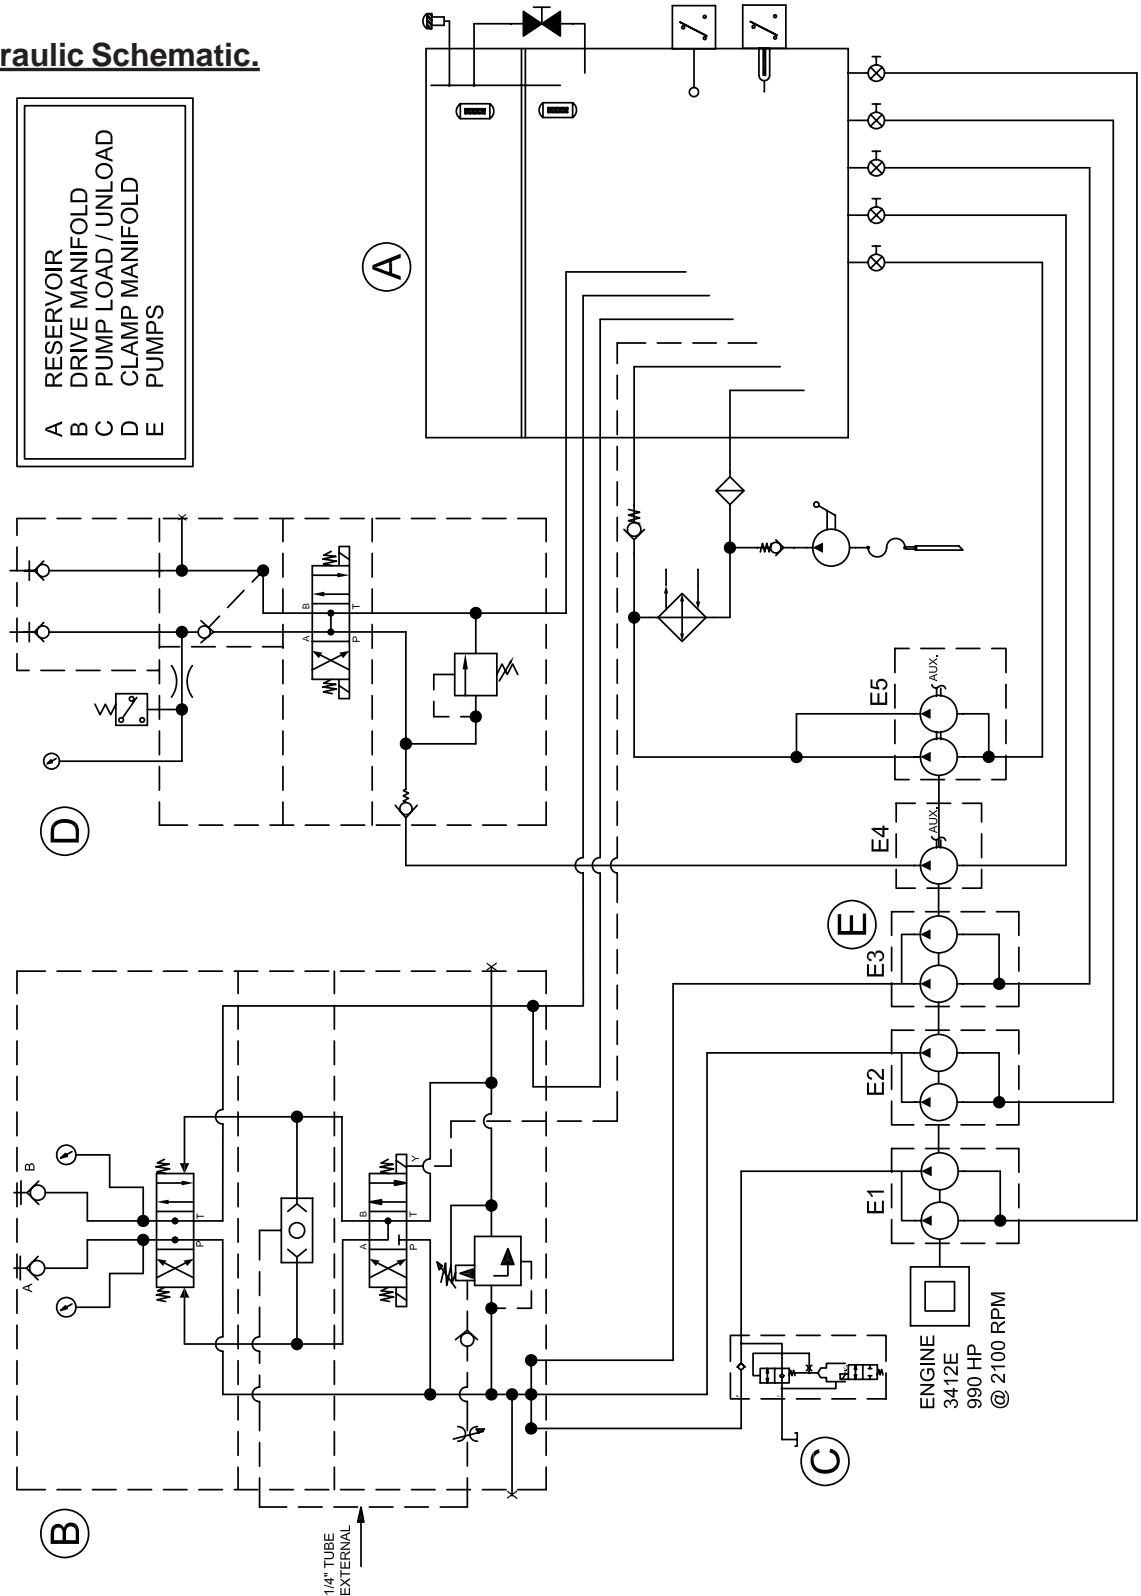 raulic Schematic.
A RESERVOIR
B DRIVE MANIFOLD
C PUMP LOAD / UNLOAD
D CLAMP MANIFOLD
E PUMPS
A
D
B
A
P
T
E5
AUX.
E4
AUX.
E
E3
E2
E1
B
A
B
A
T
P
B
A
T
P
Y
C
ENGINE
3412E
990 HP
@ 2100 RPM
1/4" TUBE
EXTERNAL